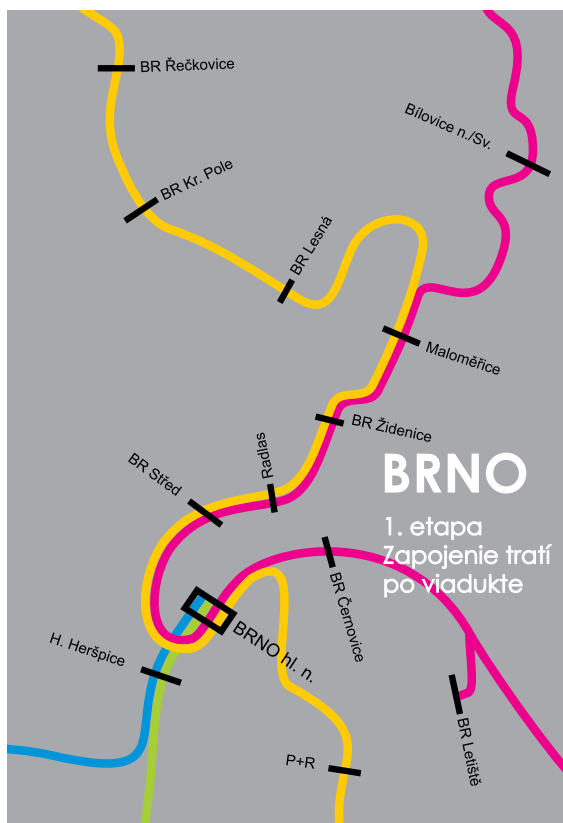 BR Řečkovice
Bílovice n./Sv.
BR Kr. Pole
BR Lesná
Maloměřice
BR Židenice
Radlas
BR Střed
BRNO
1. etapa
Zapojenie tratí
po viadukte
BR Černovice
BRNO hl. n.
H. Heršpice
BR Letiště
P+R